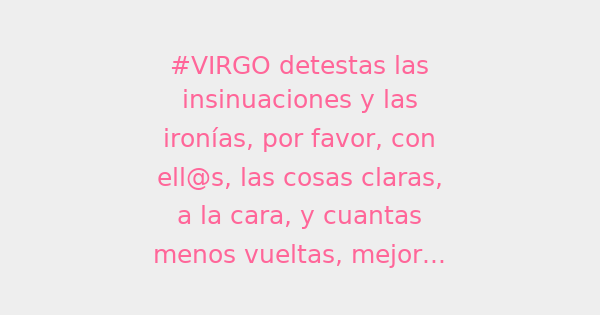 #VIRGO detestas las
insinuaciones y las
ironías, por favor, con
ell@s, las cosas claras,
a la cara, y cuantas
menos vueltas, mejor...